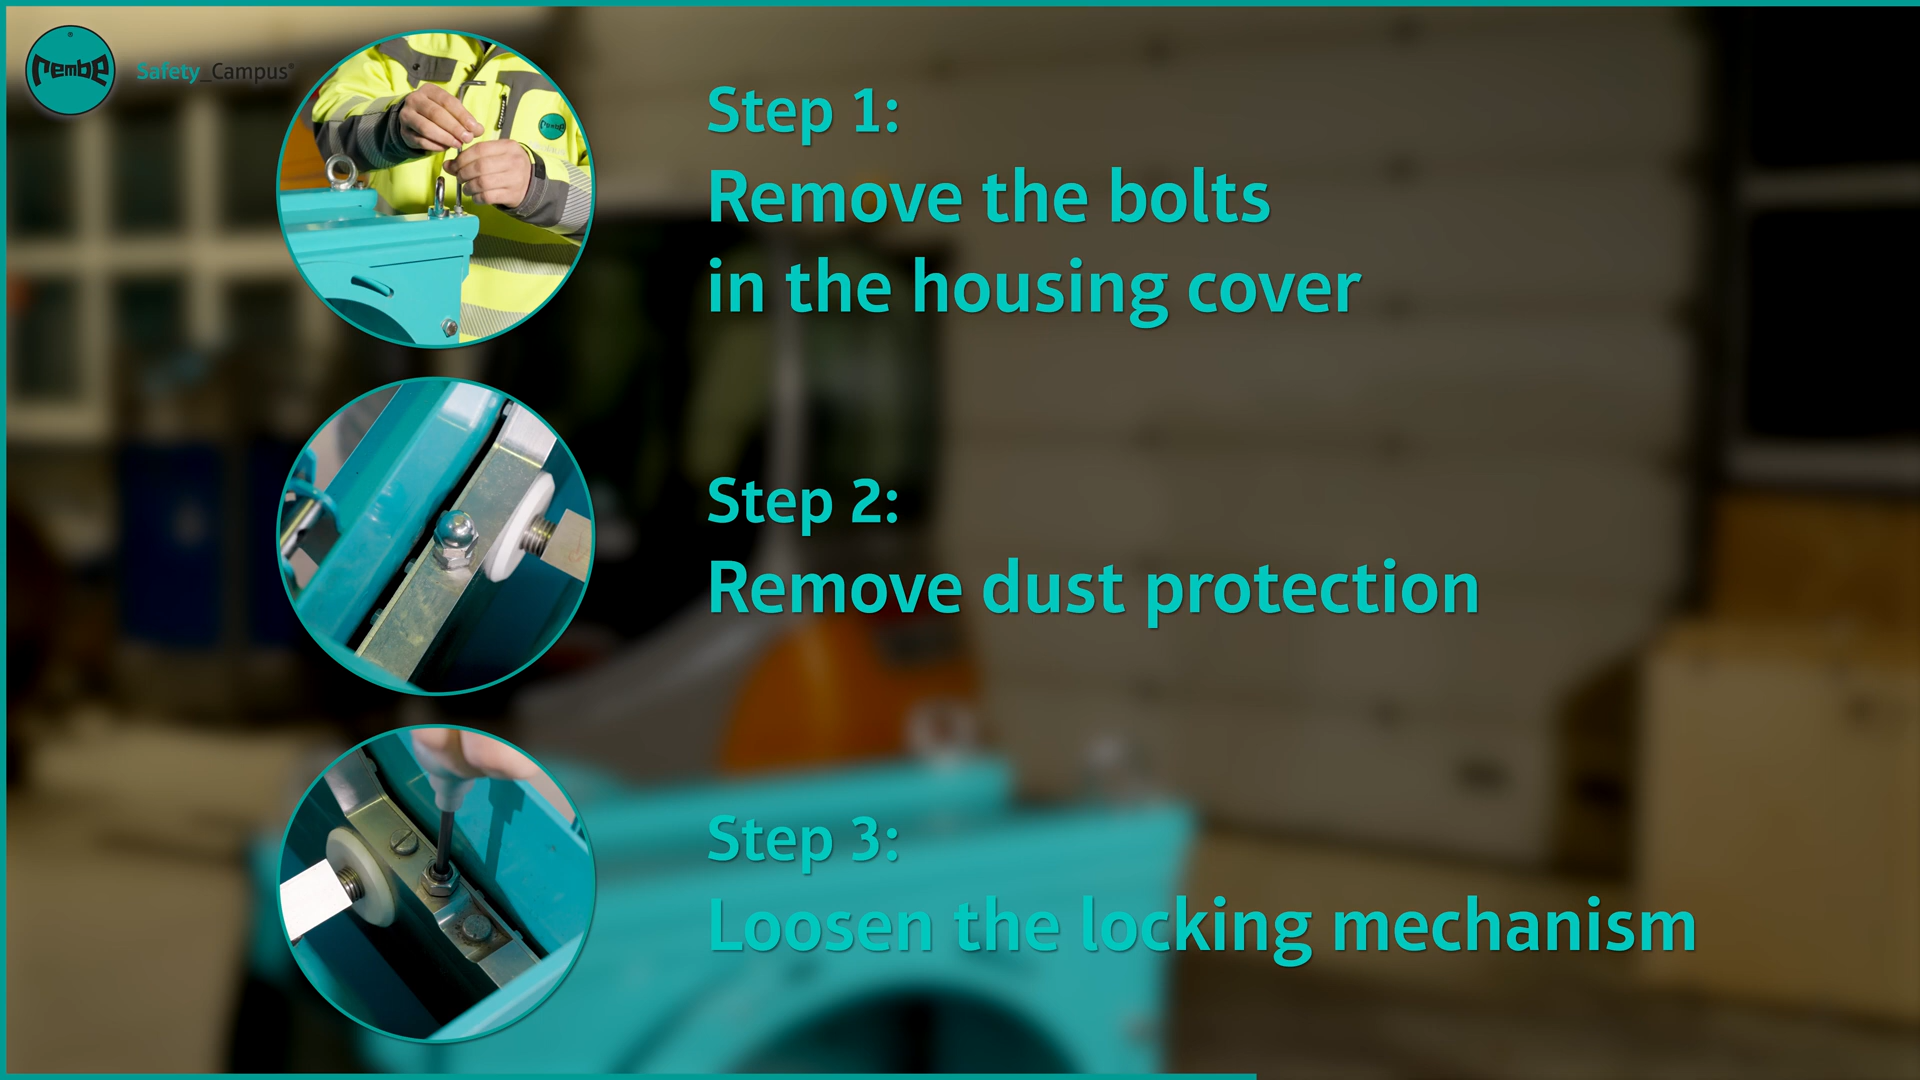 rembe
®
Safety_Campus®
Step 1:
Remove the bolts
in the housing cover
Step 2:
Remove dust protection
Step 3:
Loosen the locking mechanism